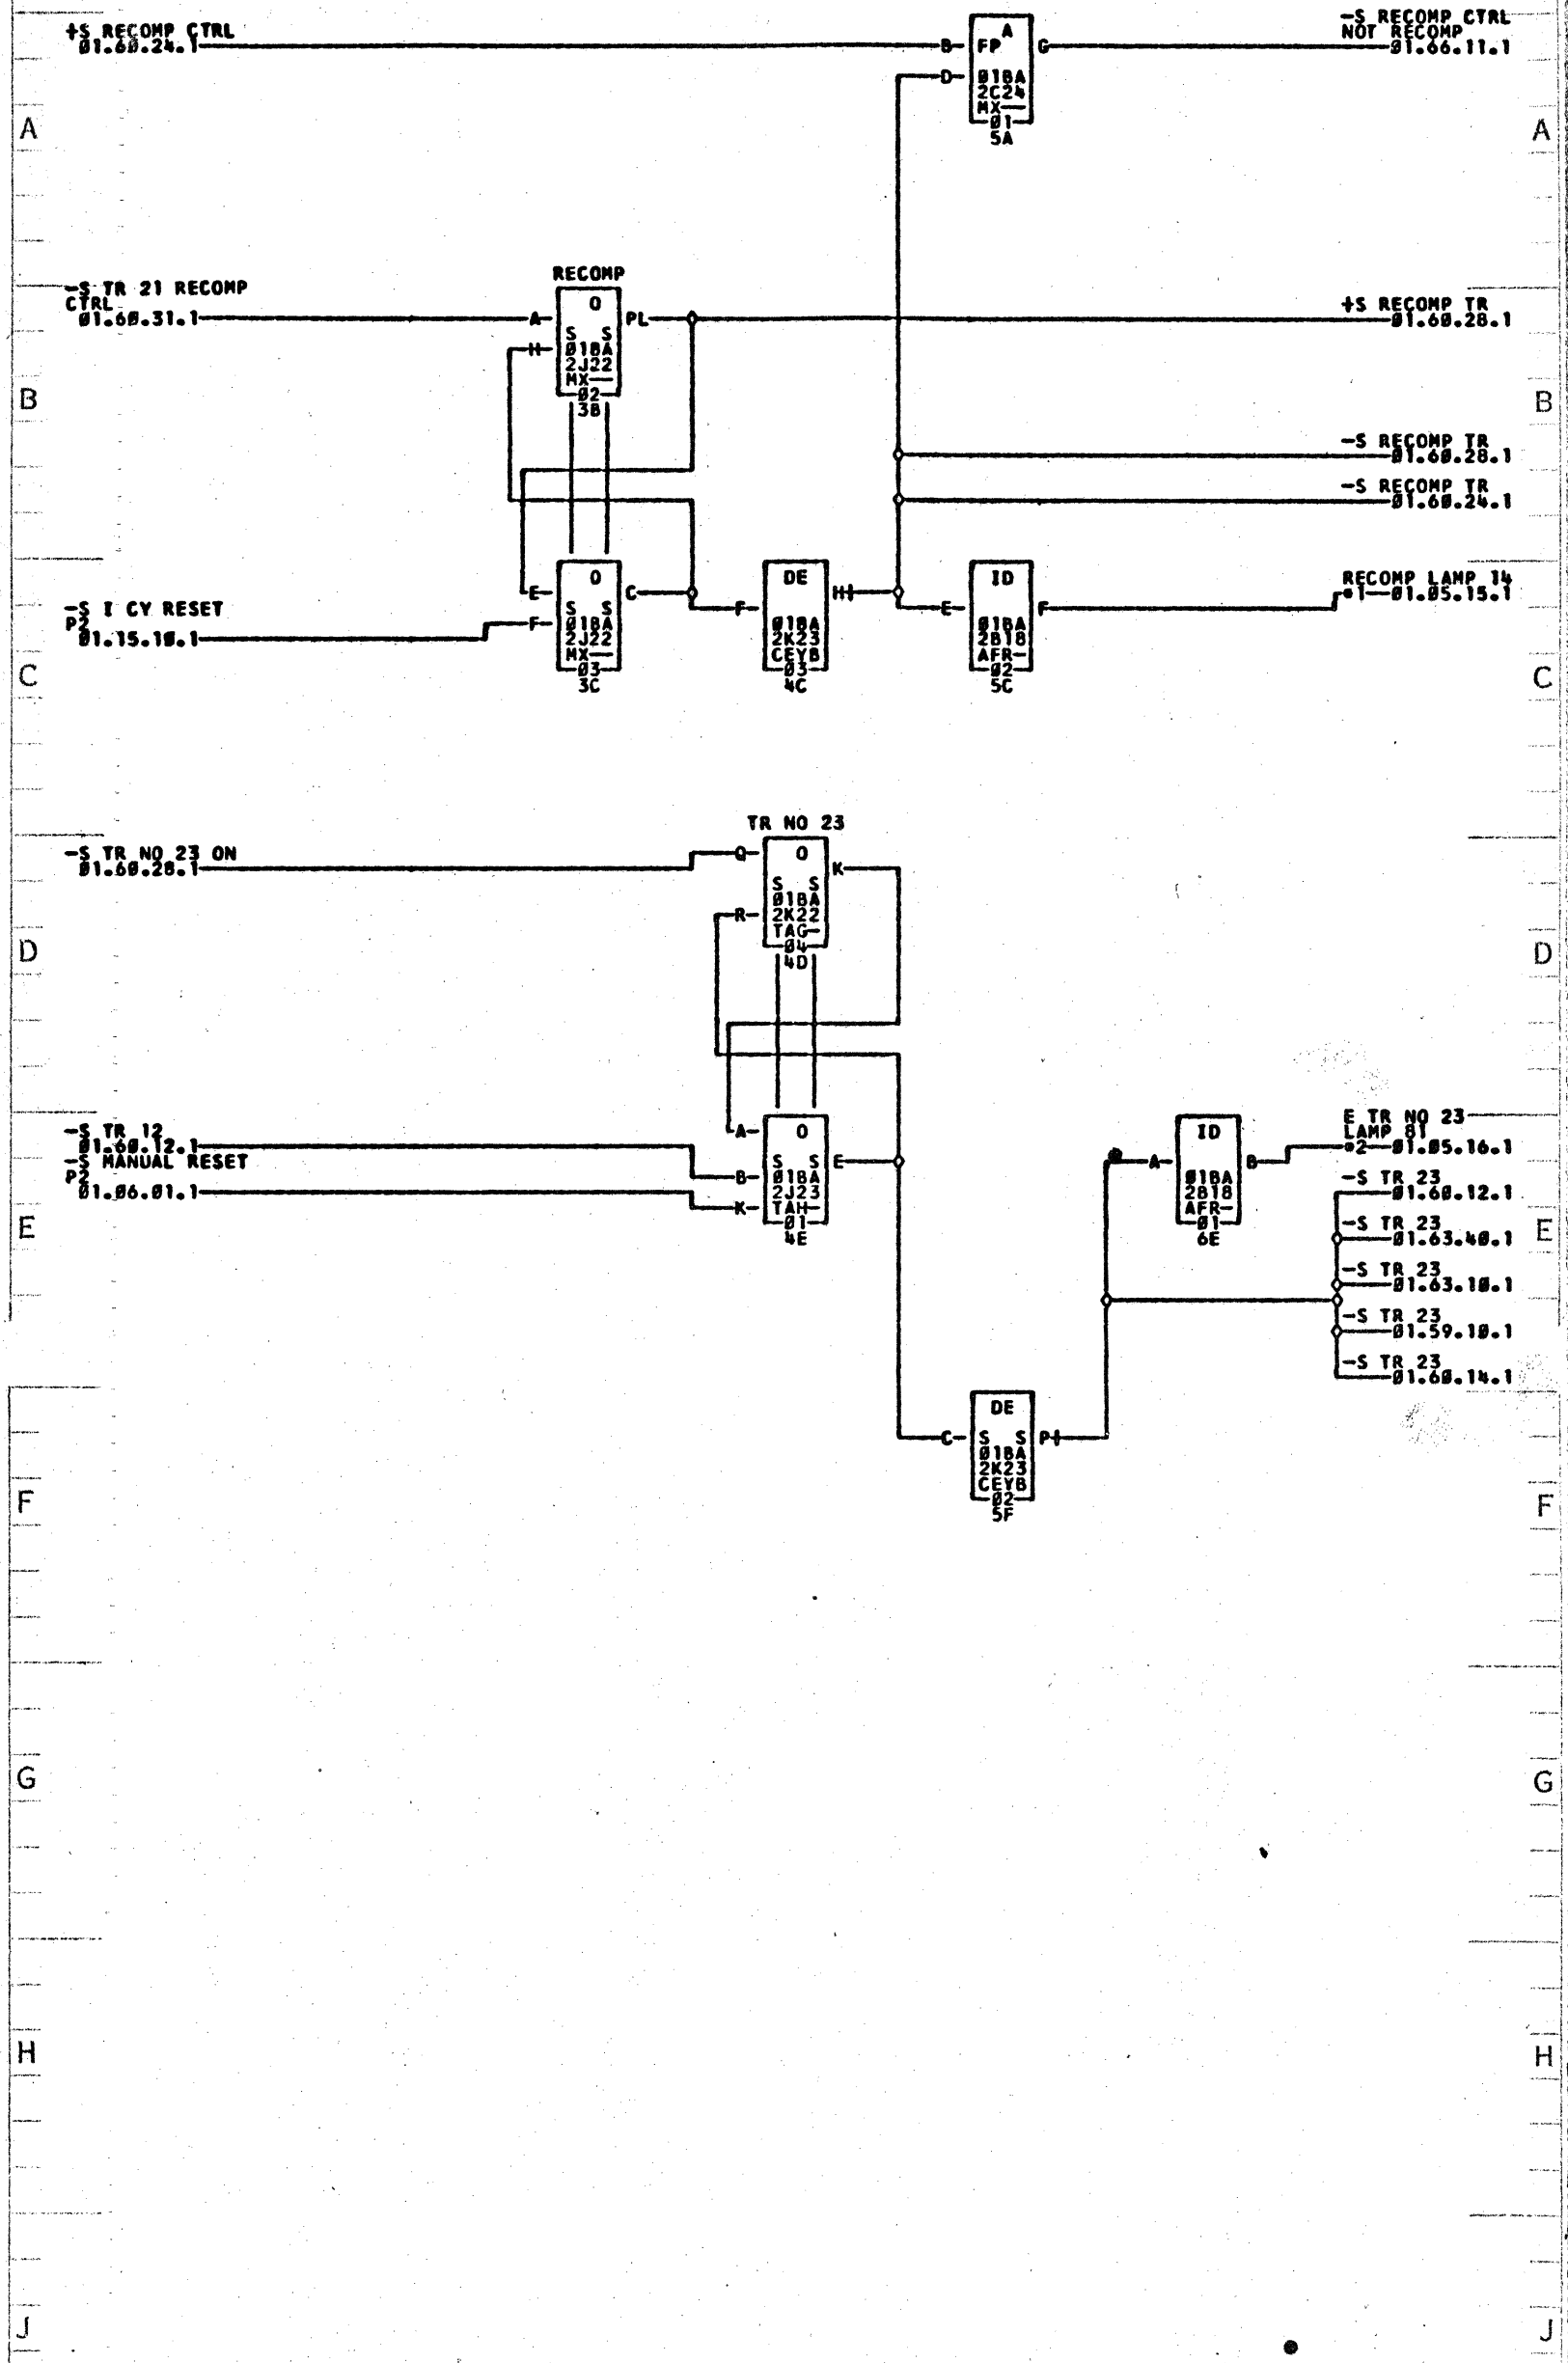 +S RECOMP CTRL
01.60.24.1
B
D
A
FP
01BA
2C24
MX—
01
5A
G
-S RECOMP CTRL
NOT RECOMP
01.66.11.1
A
A
-S TR 21 RECOMP
CTRL
01.60.31.1
RECOMP
A
H
O
S S
01BA
2J22
MX—
02
3B
PL
+S RECOMP TR
01.60.28.1
B
B
-S RECOMP TR
01.60.28.1
-S RECOMP TR
01.60.24.1
-S I CY RESET
P2
01.15.10.1
E
F
O
S S
01BA
2J22
MX—
03
3C
C
F
DE
01BA
2K23
CEYB
03
4C
H
E
ID
01BA
2B18
AFR-
02
5C
F
RECOMP LAMP 14
*1—01.05.15.1
C
C
-S TR NO 23 ON
01.60.28.1
TR NO 23
Q
R
O
S S
01BA
2K22
TAG-
04
4D
K
D
D
-S TR 12
01.60.12.1
-S MANUAL RESET
P2
01.06.01.1
A
B
K
O
S S
01BA
2J23
TAH-
01
4E
E
A
ID
01BA
2B18
AFR-
01
6E
B
E TR NO 23
LAMP 81
*2—01.05.16.1
-S TR 23
01.60.12.1
-S TR 23
01.63.40.1
-S TR 23
01.63.10.1
-S TR 23
01.59.10.1
-S TR 23
01.60.14.1
E
E
C
DE
S S
01BA
2K23
CEYB
02
5F
P
F
F
G
G
H
H
J
J